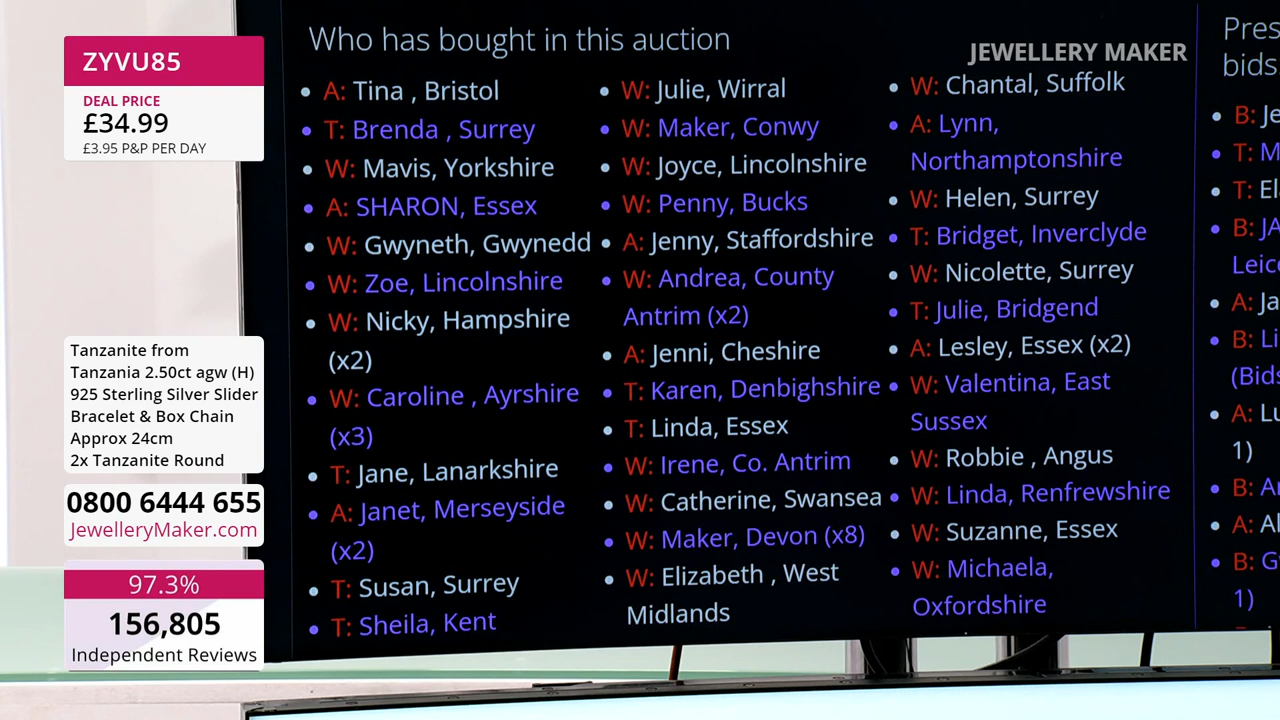 ZYVU85
DEAL PRICE
£34.99
£3.95 P&P PER DAY
Tanzanite from
Tanzania 2.50ct agw (H)
925 Sterling Silver Slider
Bracelet & Box Chain
Approx 24cm
2x Tanzanite Round
0800 6444 655
JewelleryMaker.com
97.3%
156,805
Independent Reviews
Who has bought in this auction
JEWELLERY MAKER
A: Tina , Bristol
T: Brenda , Surrey
W: Mavis, Yorkshire
A: SHARON, Essex
W: Gwyneth, Gwynedd
W: Zoe, Lincolnshire
W: Nicky, Hampshire
(x2)
W: Caroline , Ayrshire
(x3)
T: Jane, Lanarkshire
A: Janet, Merseyside
(x2)
T: Susan, Surrey
T: Sheila, Kent
W: Julie, Wirral
W: Maker, Conwy
W: Joyce, Lincolnshire
W: Penny, Bucks
A: Jenny, Staffordshire
W: Andrea, County
Antrim (x2)
A: Jenni, Cheshire
T: Karen, Denbighshire
T: Linda, Essex
W: Irene, Co. Antrim
W: Catherine, Swansea
W: Maker, Devon (x8)
W: Elizabeth , West
Midlands
W: Chantal, Suffolk
A: Lynn,
Northamptonshire
W: Helen, Surrey
T: Bridget, Inverclyde
W: Nicolette, Surrey
T: Julie, Bridgend
A: Lesley, Essex (x2)
W: Valentina, East
Sussex
W: Robbie , Angus
W: Linda, Renfrewshire
W: Suzanne, Essex
W: Michaela,
Oxfordshire
bids
B:
T:
T:
B:
A:
B:
A:
1)
B:
A:
B:
1)